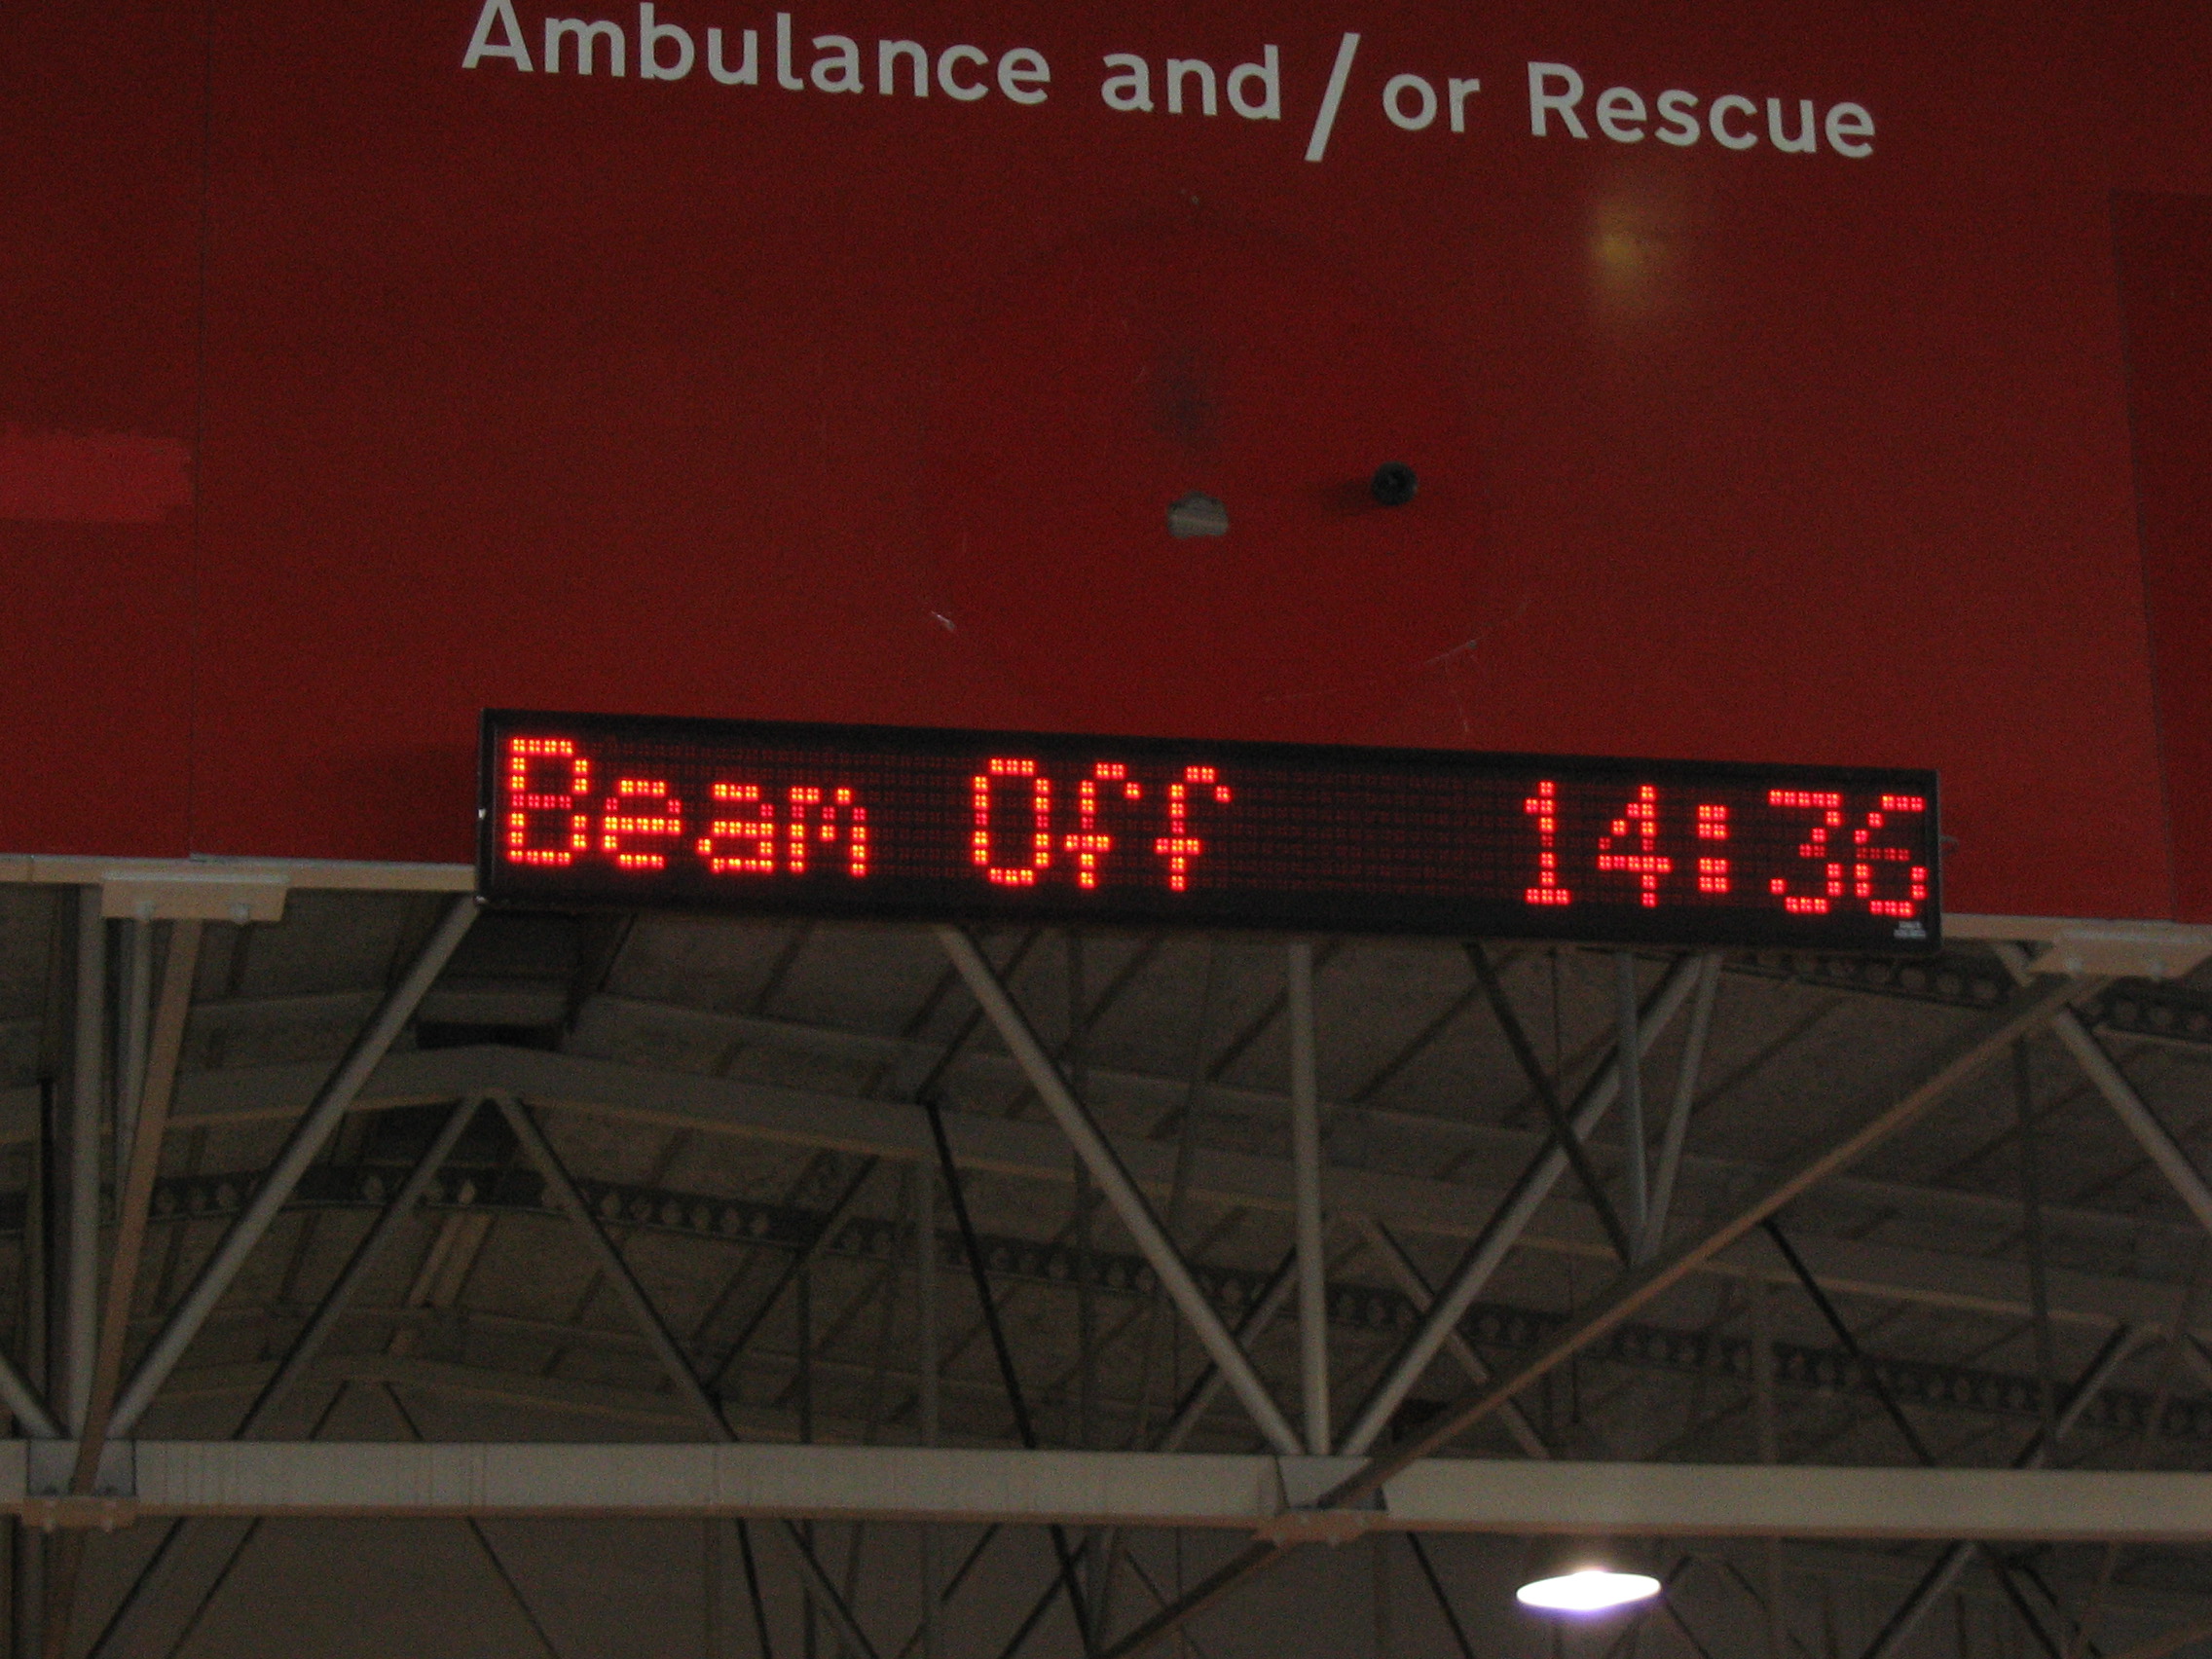 Ambulance and/or Rescue
Beam Off 14:36